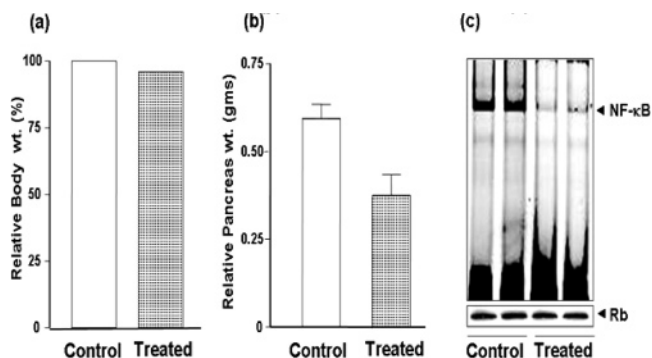 (a)
Relative Body wt. (%)
100
75
50
25
0
Control Treated
(b)
Relative Pancreas wt. (gms)
0.75
0.50
0.25
0
Control Treated
(c)
NF-κB
Rb
Control Treated